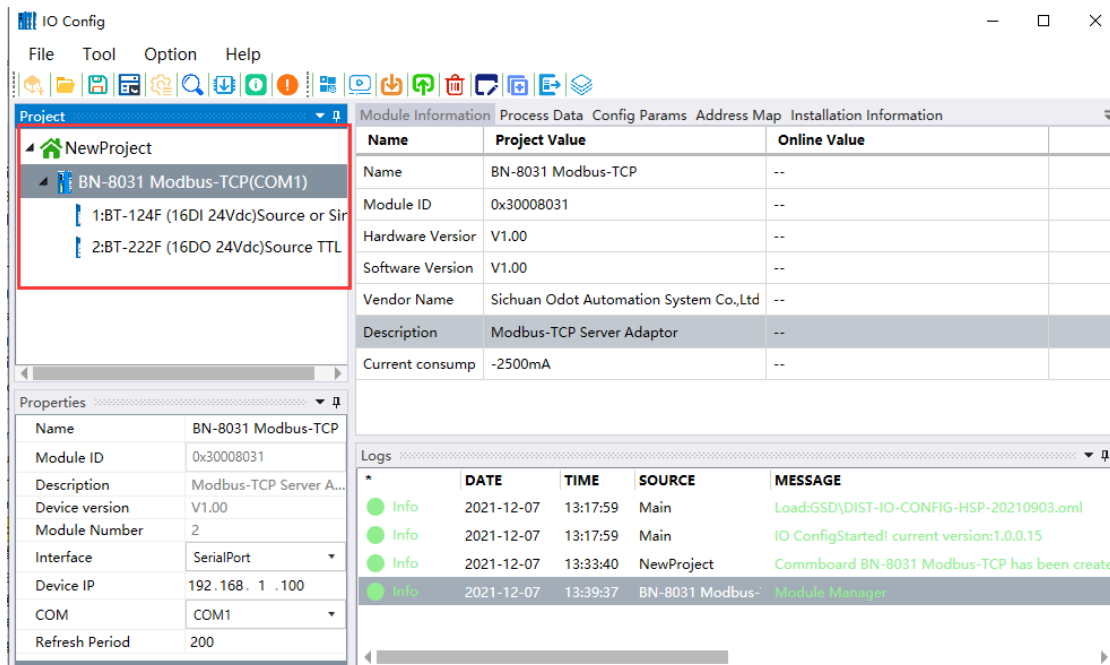 IO Config
File Tool Option Help
Project
NewProject
BN-8031 Modbus-TCP(COM1)
1:BT-124F (16DI 24Vdc)Source or Sin
2:BT-222F (16DO 24Vdc)Source TTL
Module Information Process Data Config Params Address Map Installation Information
Name Project Value Online Value
Name BN-8031 Modbus-TCP --
Module ID 0x30008031 --
Hardware Version V1.00 --
Software Version V1.00 --
Vendor Name Sichuan Odot Automation System Co.,Ltd --
Description Modbus-TCP Server Adaptor --
Current consump -2500mA --
Properties
Name BN-8031 Modbus-TCP
Module ID 0x30008031
Description Modbus-TCP Server A...
Device version V1.00
Module Number 2
Interface SerialPort
Device IP 192.168. 1 .100
COM COM1
Refresh Period 200
Logs
* DATE TIME SOURCE MESSAGE
Info 2021-12-07 13:17:59 Main Load:GSD\DIST-IO-CONFIG-HSP-20210903.oml
Info 2021-12-07 13:17:59 Main IO ConfigStarted! current version:1.0.0.15
Info 2021-12-07 13:33:40 NewProject Commboard BN-8031 Modbus-TCP has been create
Info 2021-12-07 13:39:37 BN-8031 Modbus- Module Manager